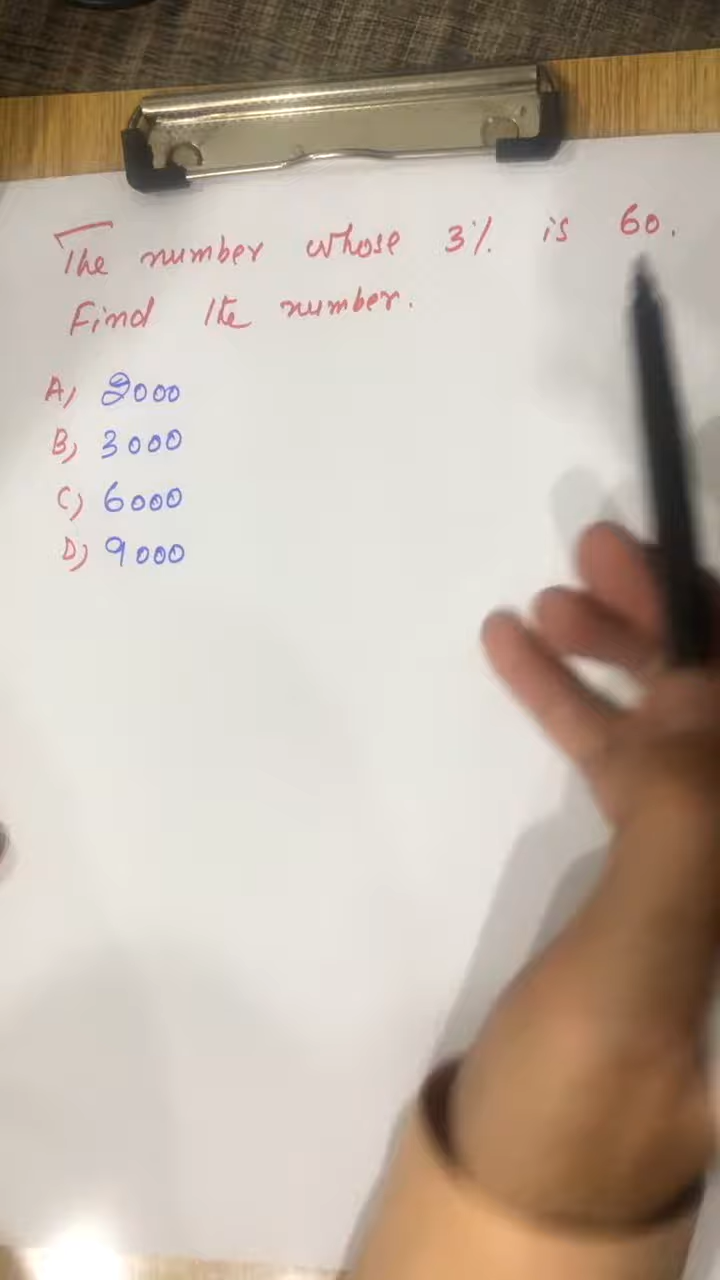 The number whose 3% is 60.
Find the number.
A) 2000
B) 3000
C) 6000
D) 9000